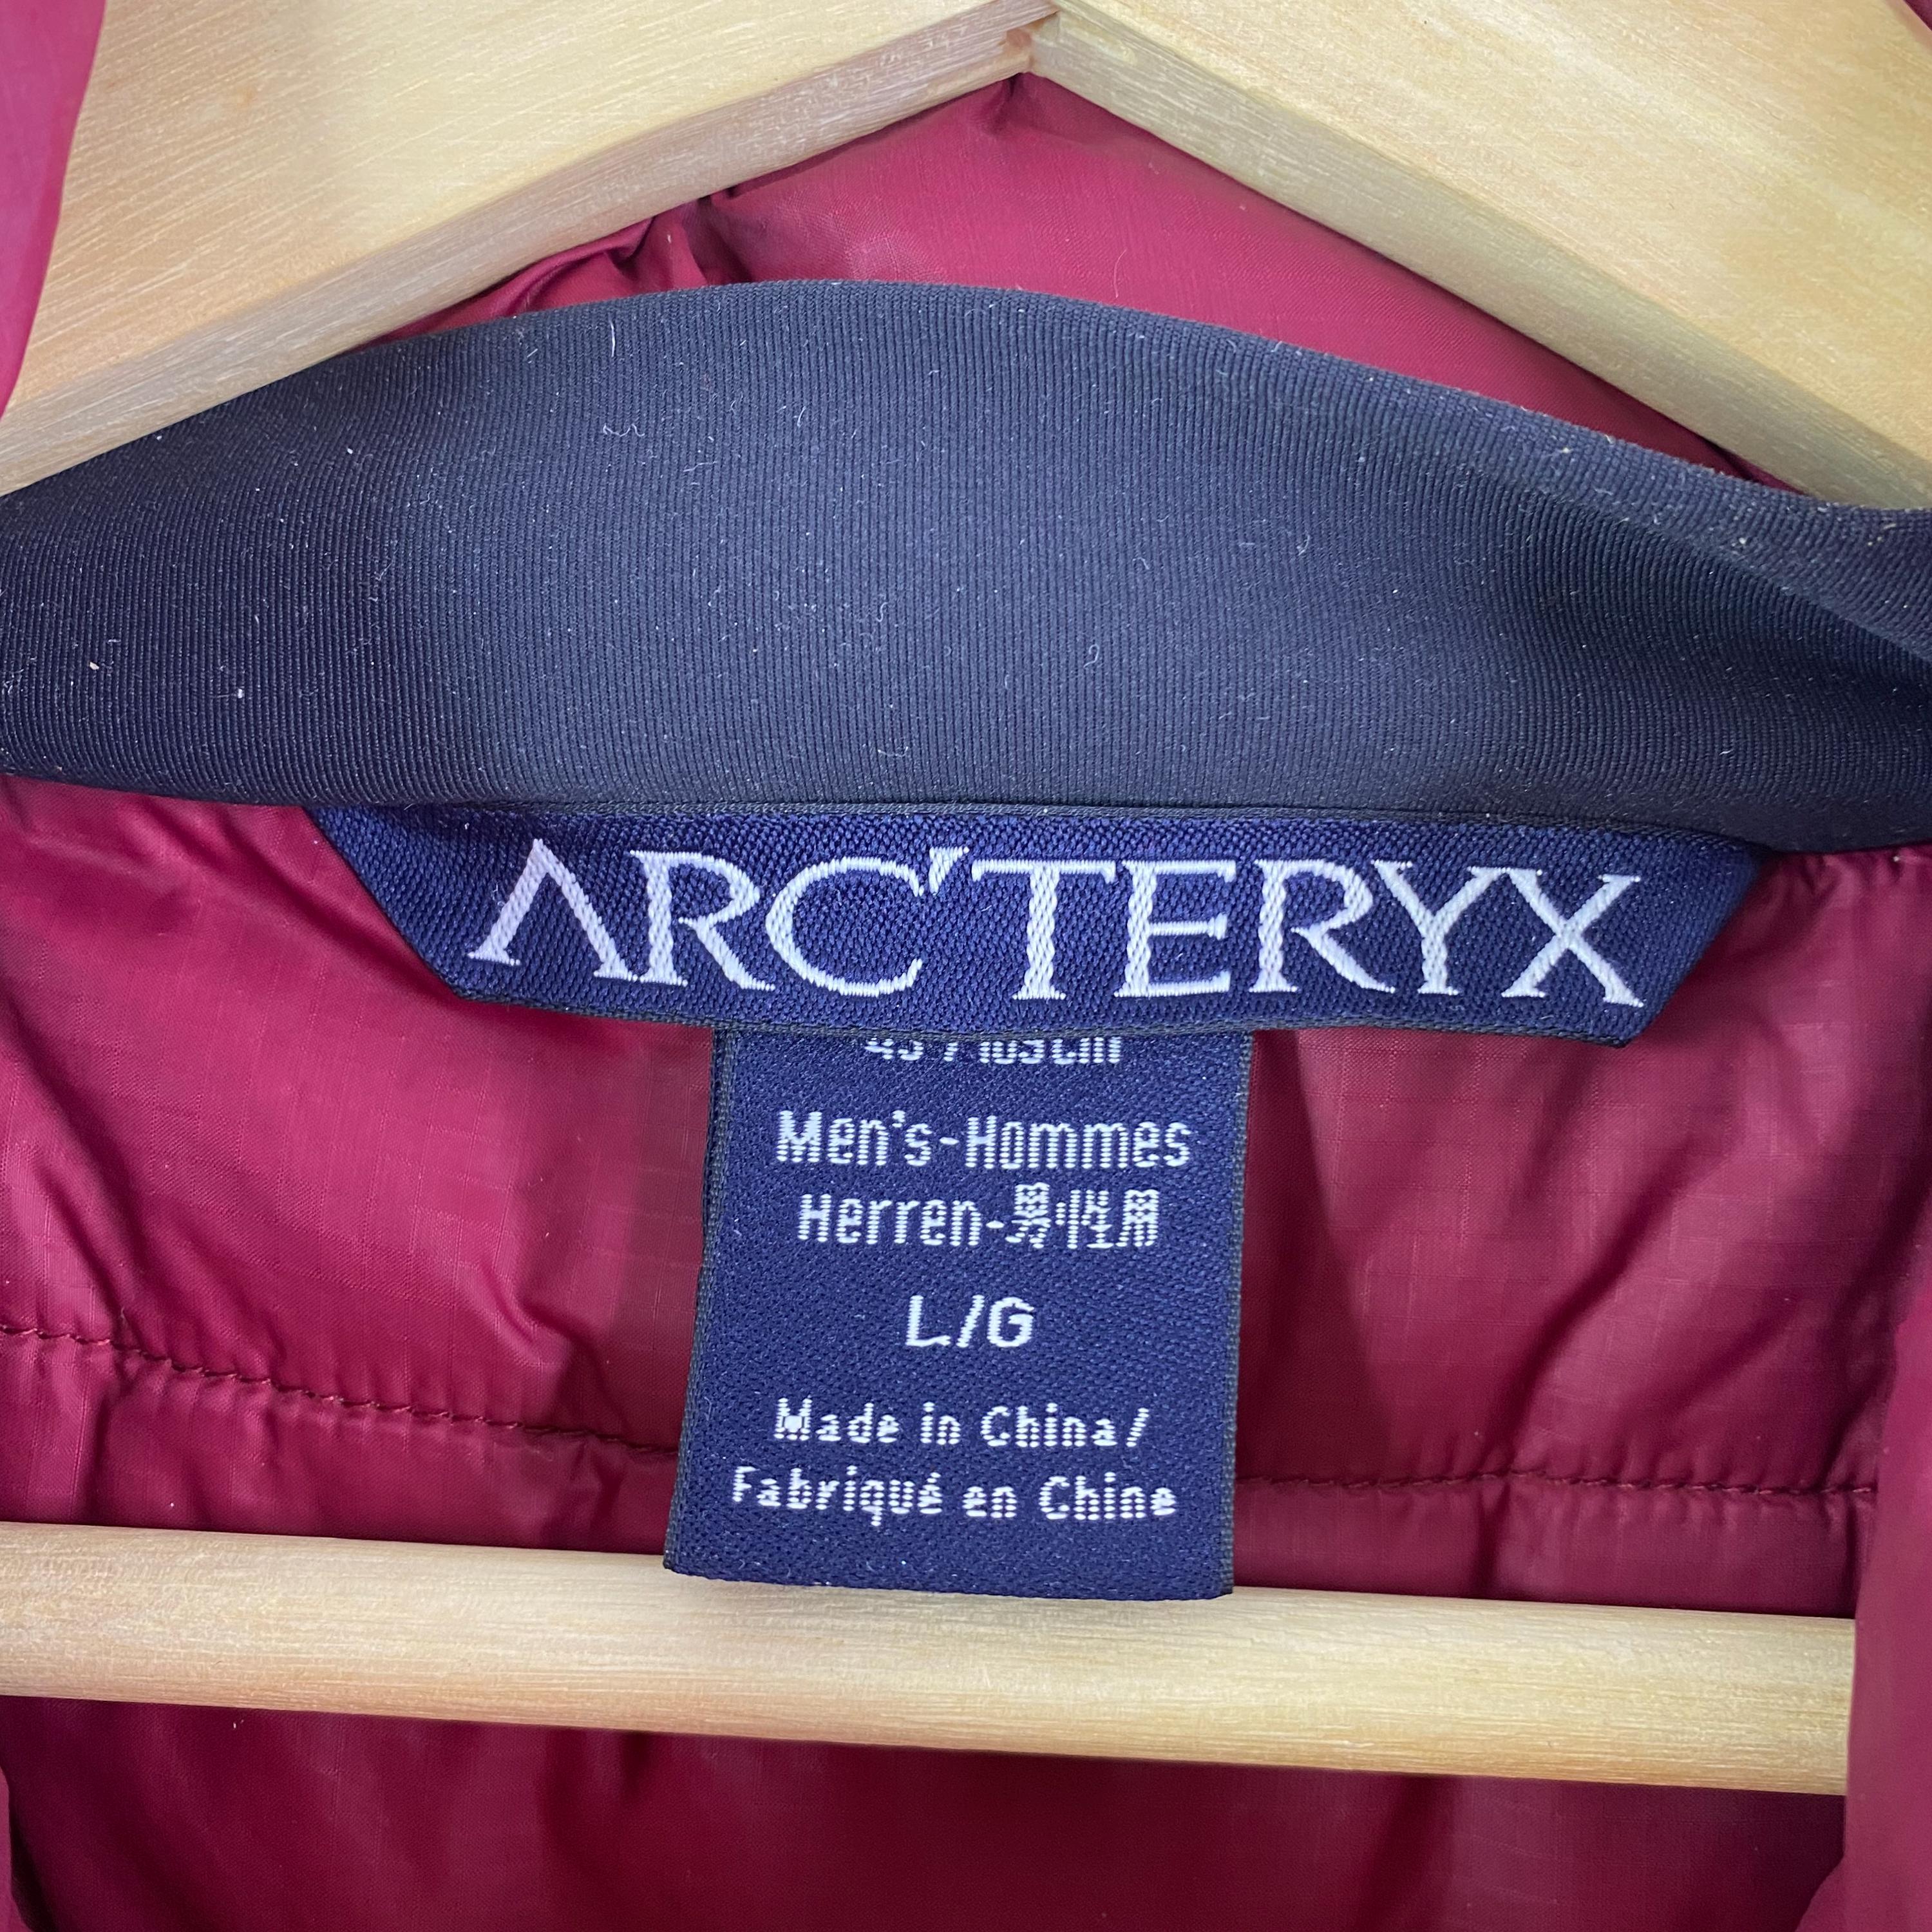 ARC'TERYX
Men's-Hommes
Herren-男性用
L/G
Made in China/
Fabriqué en Chine